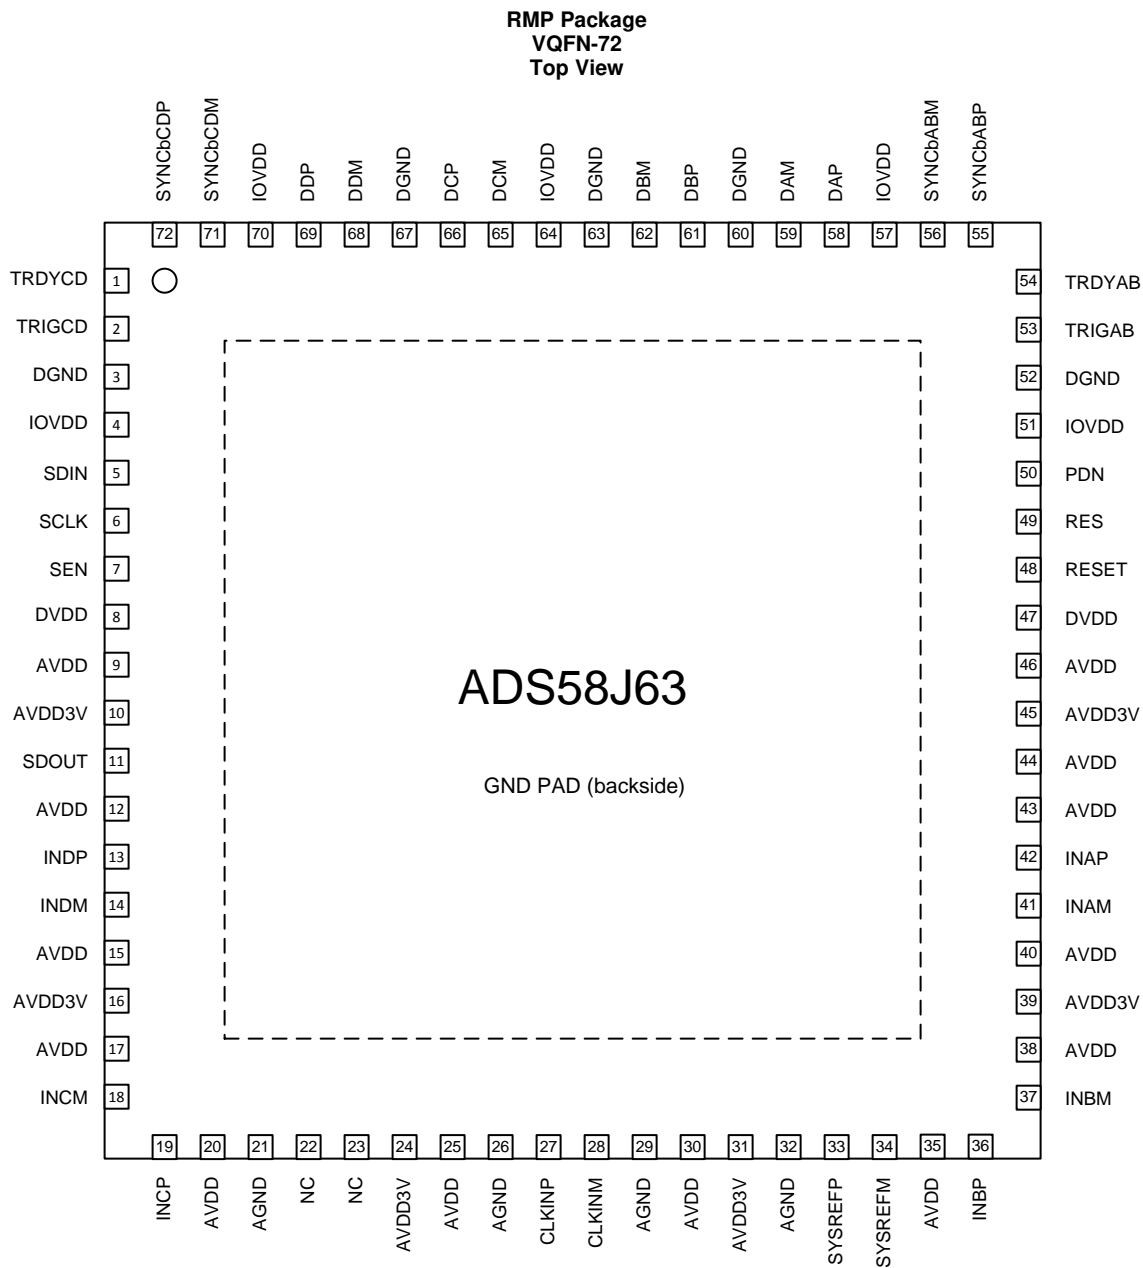 RMP Package
VQFN-72
Top View
SYNCbCDP
SYNCbCDM
IOVDD
DDP
DDM
DGND
DCP
DCM
IOVDD
DGND
DBM
DBP
DGND
DAM
DAP
IOVDD
SYNCbABM
SYNCbABP
72 71 70 69 68 67 66 65 64 63 62 61 60 59 58 57 56 55
TRDYCD 1
TRIGCD 2
DGND 3
IOVDD 4
SDIN 5
SCLK 6
SEN 7
DVDD 8
AVDD 9
AVDD3V 10
SDOUT 11
AVDD 12
INDP 13
INDM 14
AVDD 15
AVDD3V 16
AVDD 17
INCM 18
ADS58J63
GND PAD (backside)
54 TRDYAB
53 TRIGAB
52 DGND
51 IOVDD
50 PDN
49 RES
48 RESET
47 DVDD
46 AVDD
45 AVDD3V
44 AVDD
43 AVDD
42 INAP
41 INAM
40 AVDD
39 AVDD3V
38 AVDD
37 INBM
19 20 21 22 23 24 25 26 27 28 29 30 31 32 33 34 35 36
INCP
AVDD
AGND
NC
NC
AVDD3V
AVDD
AGND
CLKINP
CLKINM
AGND
AVDD
AVDD3V
AGND
SYSREFP
SYSREFM
AVDD
INBP